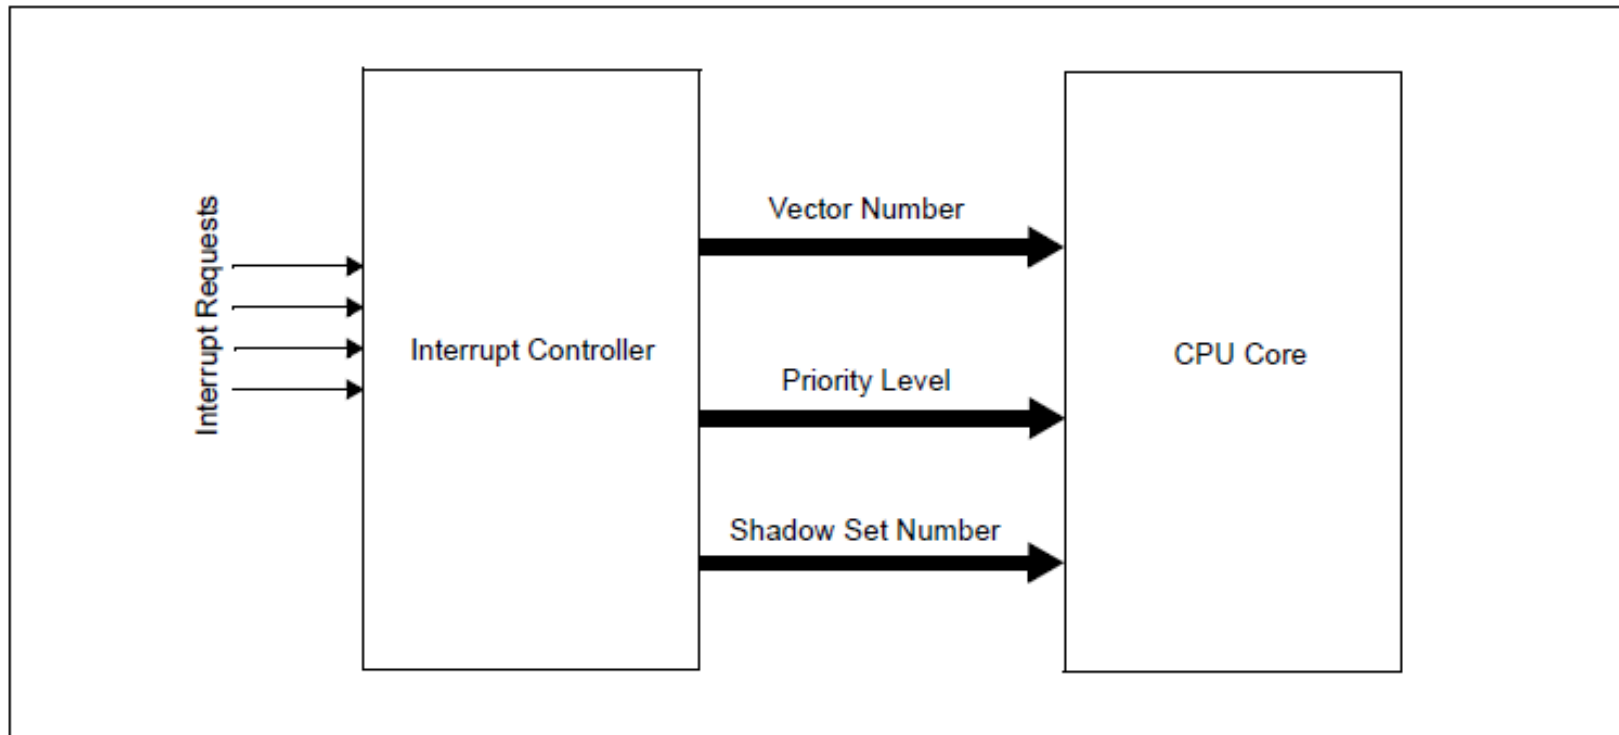 Interrupt Requests
Interrupt Controller
Vector Number
Priority Level
Shadow Set Number
CPU Core